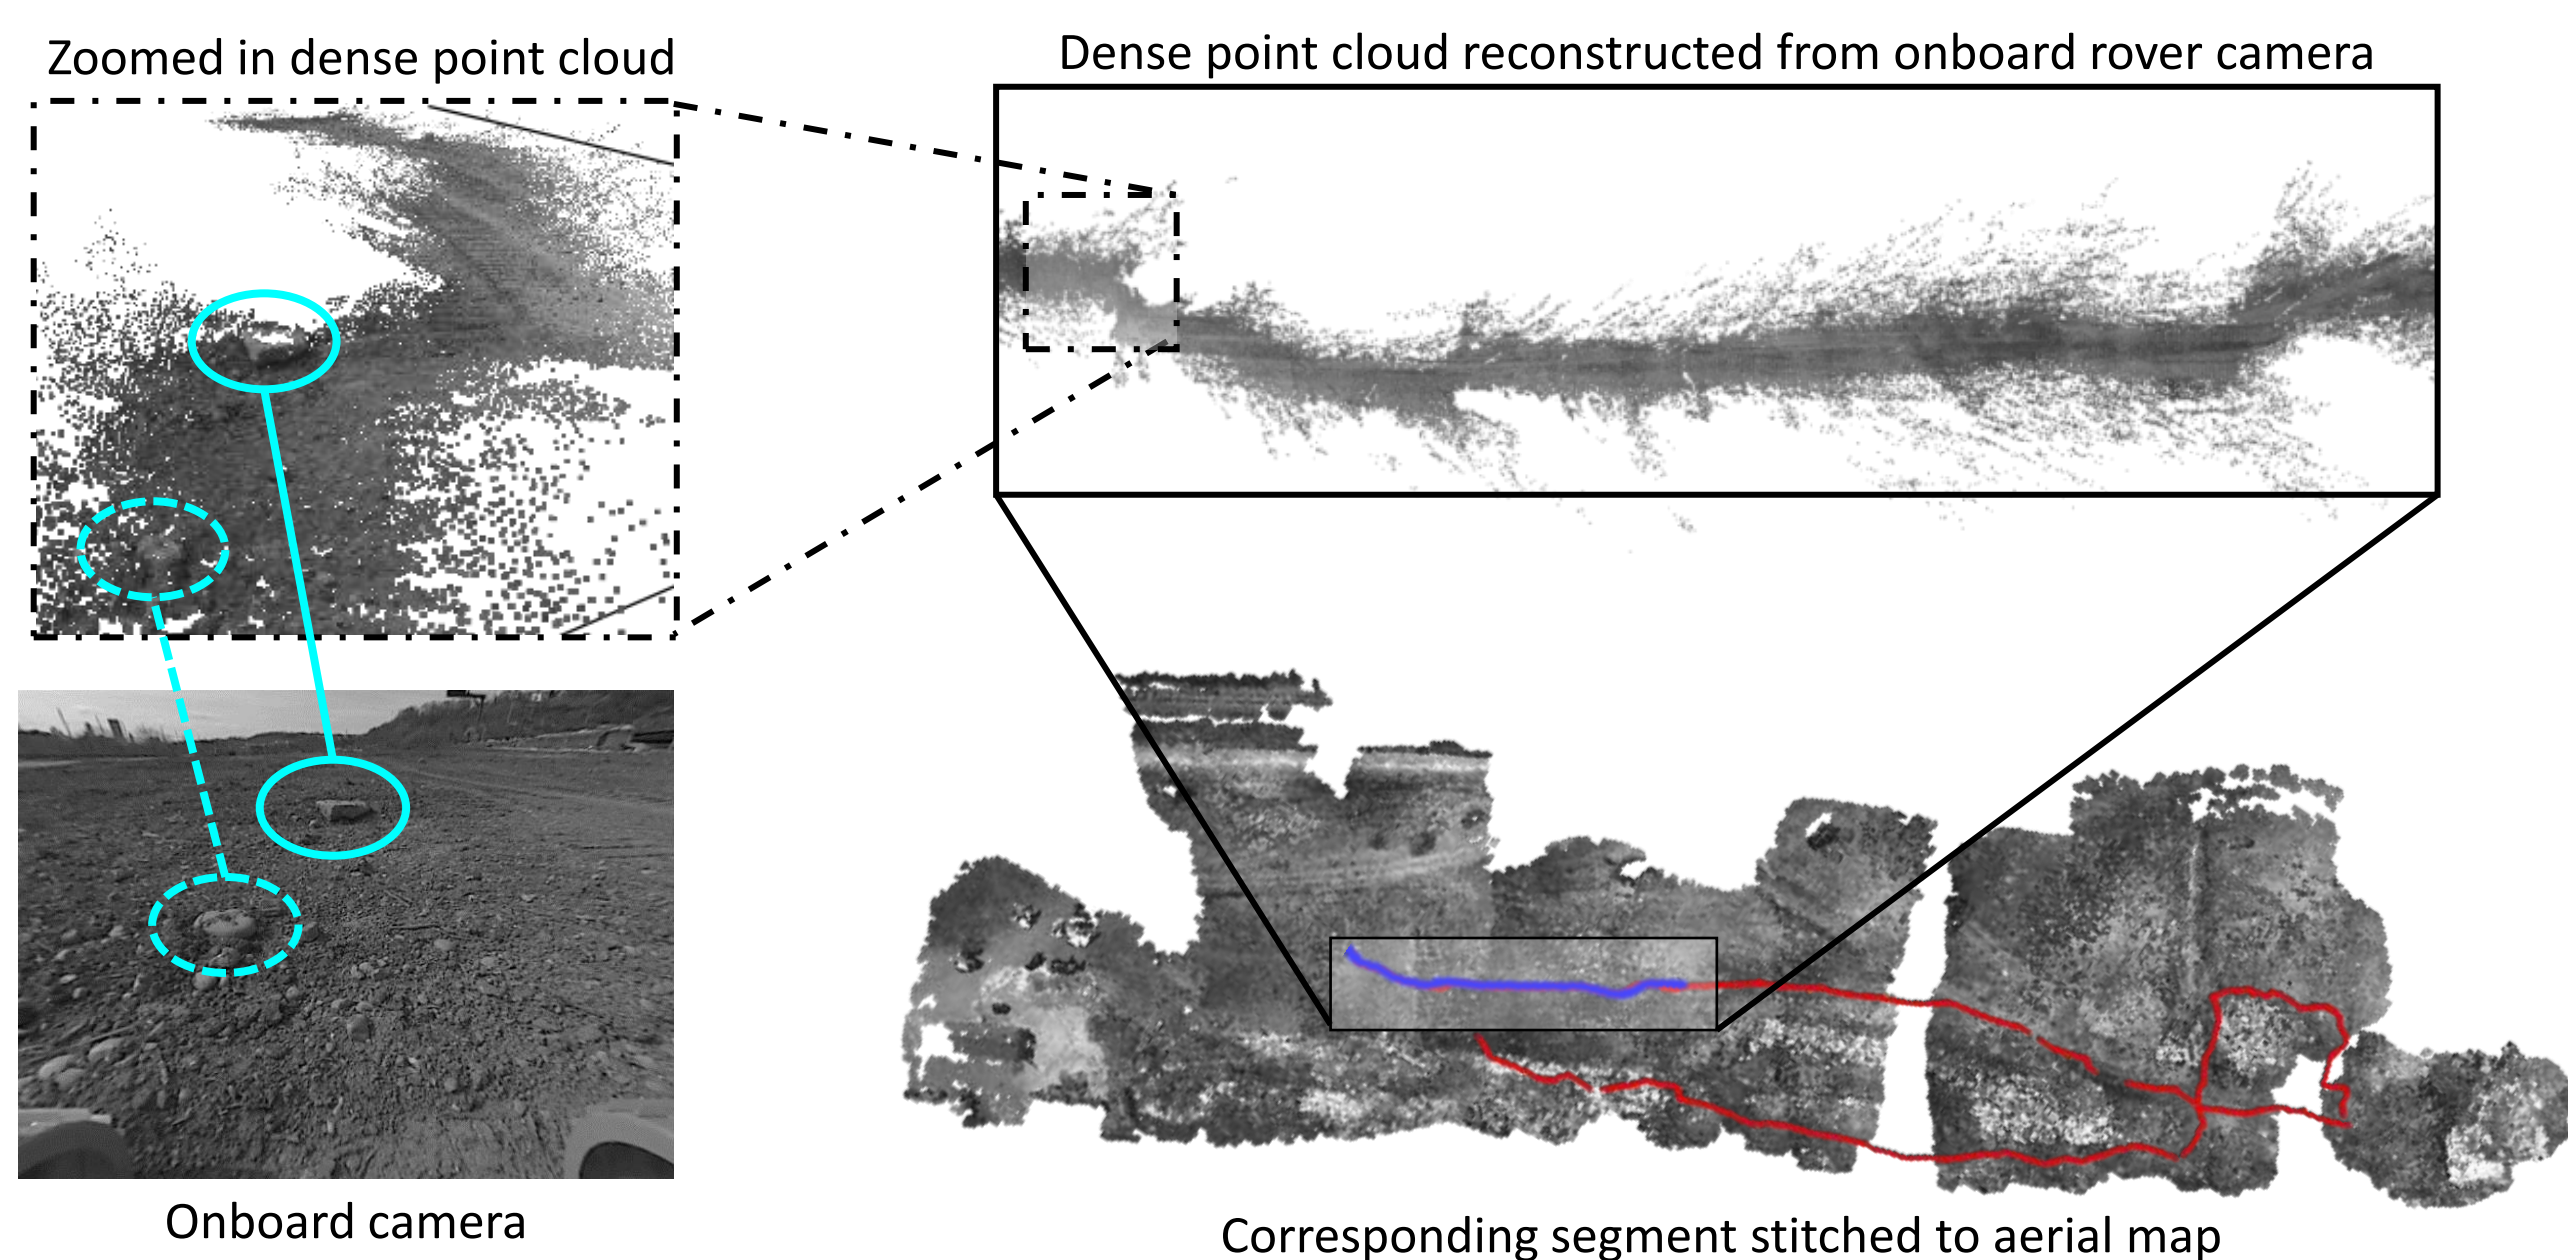 Zoomed in dense point cloud
Dense point cloud reconstructed from onboard rover camera
Onboard camera
Corresponding segment stitched to aerial map